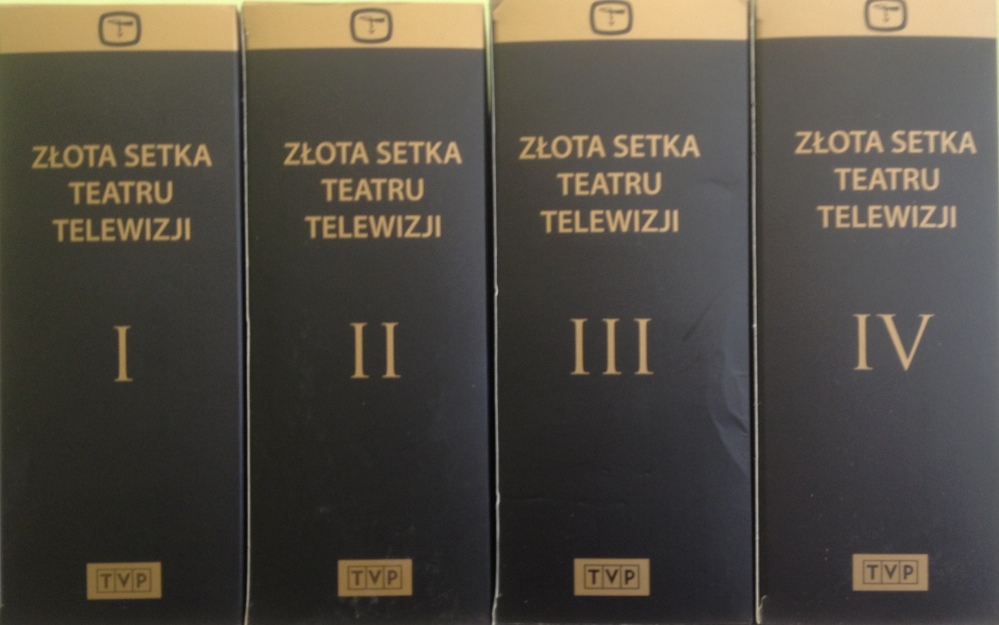 ZŁOTA SETKA
TEATRU
TELEWIZJI
I
TVP
ZŁOTA SETKA
TEATRU
TELEWIZJI
II
TVP
ZŁOTA SETKA
TEATRU
TELEWIZJI
III
TVP
ZŁOTA SETKA
TEATRU
TELEWIZJI
IV
TVP